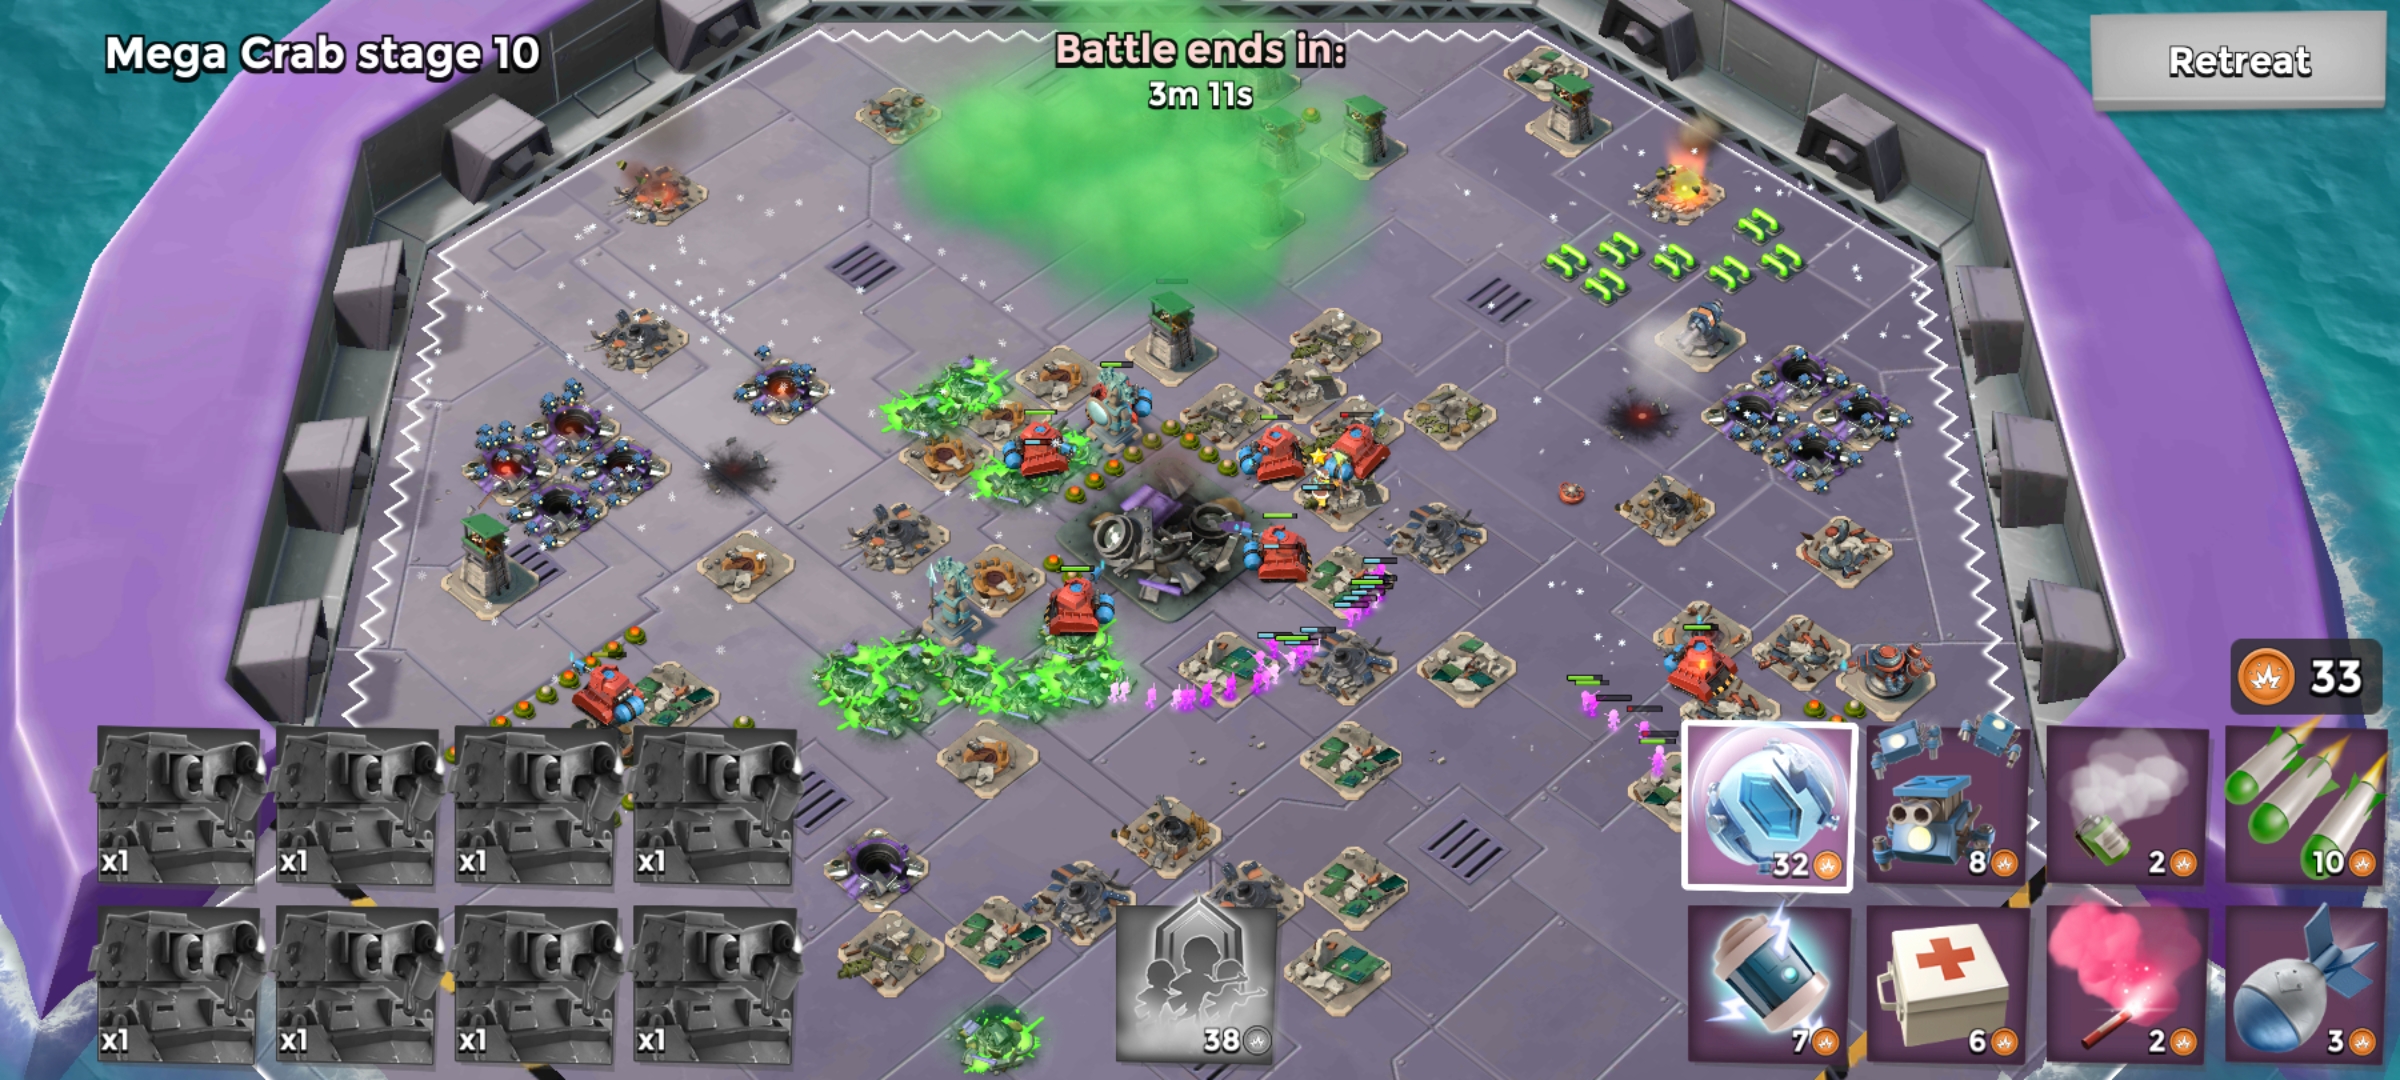 Mega Crab stage 10
Battle ends in:
3m 11s
Retreat
33
x1 x1 x1 x1
32 8 2 10
x1 x1 x1 x1
38
7 6 2 3